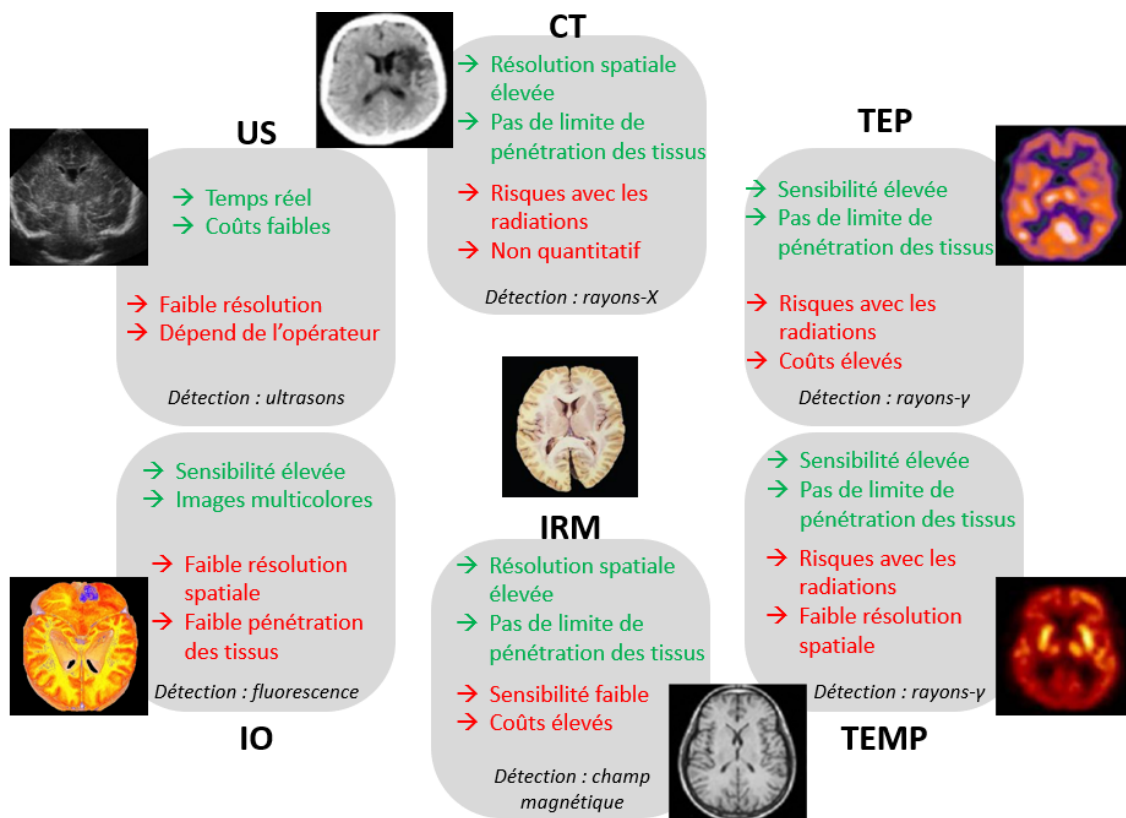 CT
→ Résolution spatiale
élevée
→ Pas de limite de
pénétration des tissus
→ Risques avec les
radiations
→ Non quantitatif
Détection : rayons-X
US
→ Temps réel
→ Coûts faibles
→ Faible résolution
→ Dépend de l’opérateur
Détection : ultrasons
TEP
→ Sensibilité élevée
→ Pas de limite de
pénétration des tissus
→ Risques avec les
radiations
→ Coûts élevés
Détection : rayons-γ
→ Sensibilité élevée
→ Images multicolores
→ Faible résolution
spatiale
→ Faible pénétration
des tissus
Détection : fluorescence
IO
IRM
→ Résolution spatiale
élevée
→ Pas de limite de
pénétration des tissus
→ Sensibilité faible
→ Coûts élevés
Détection : champ
magnétique
→ Sensibilité élevée
→ Pas de limite de
pénétration des tissus
→ Risques avec les
radiations
→ Faible résolution
spatiale
Détection : rayons-γ
TEMP